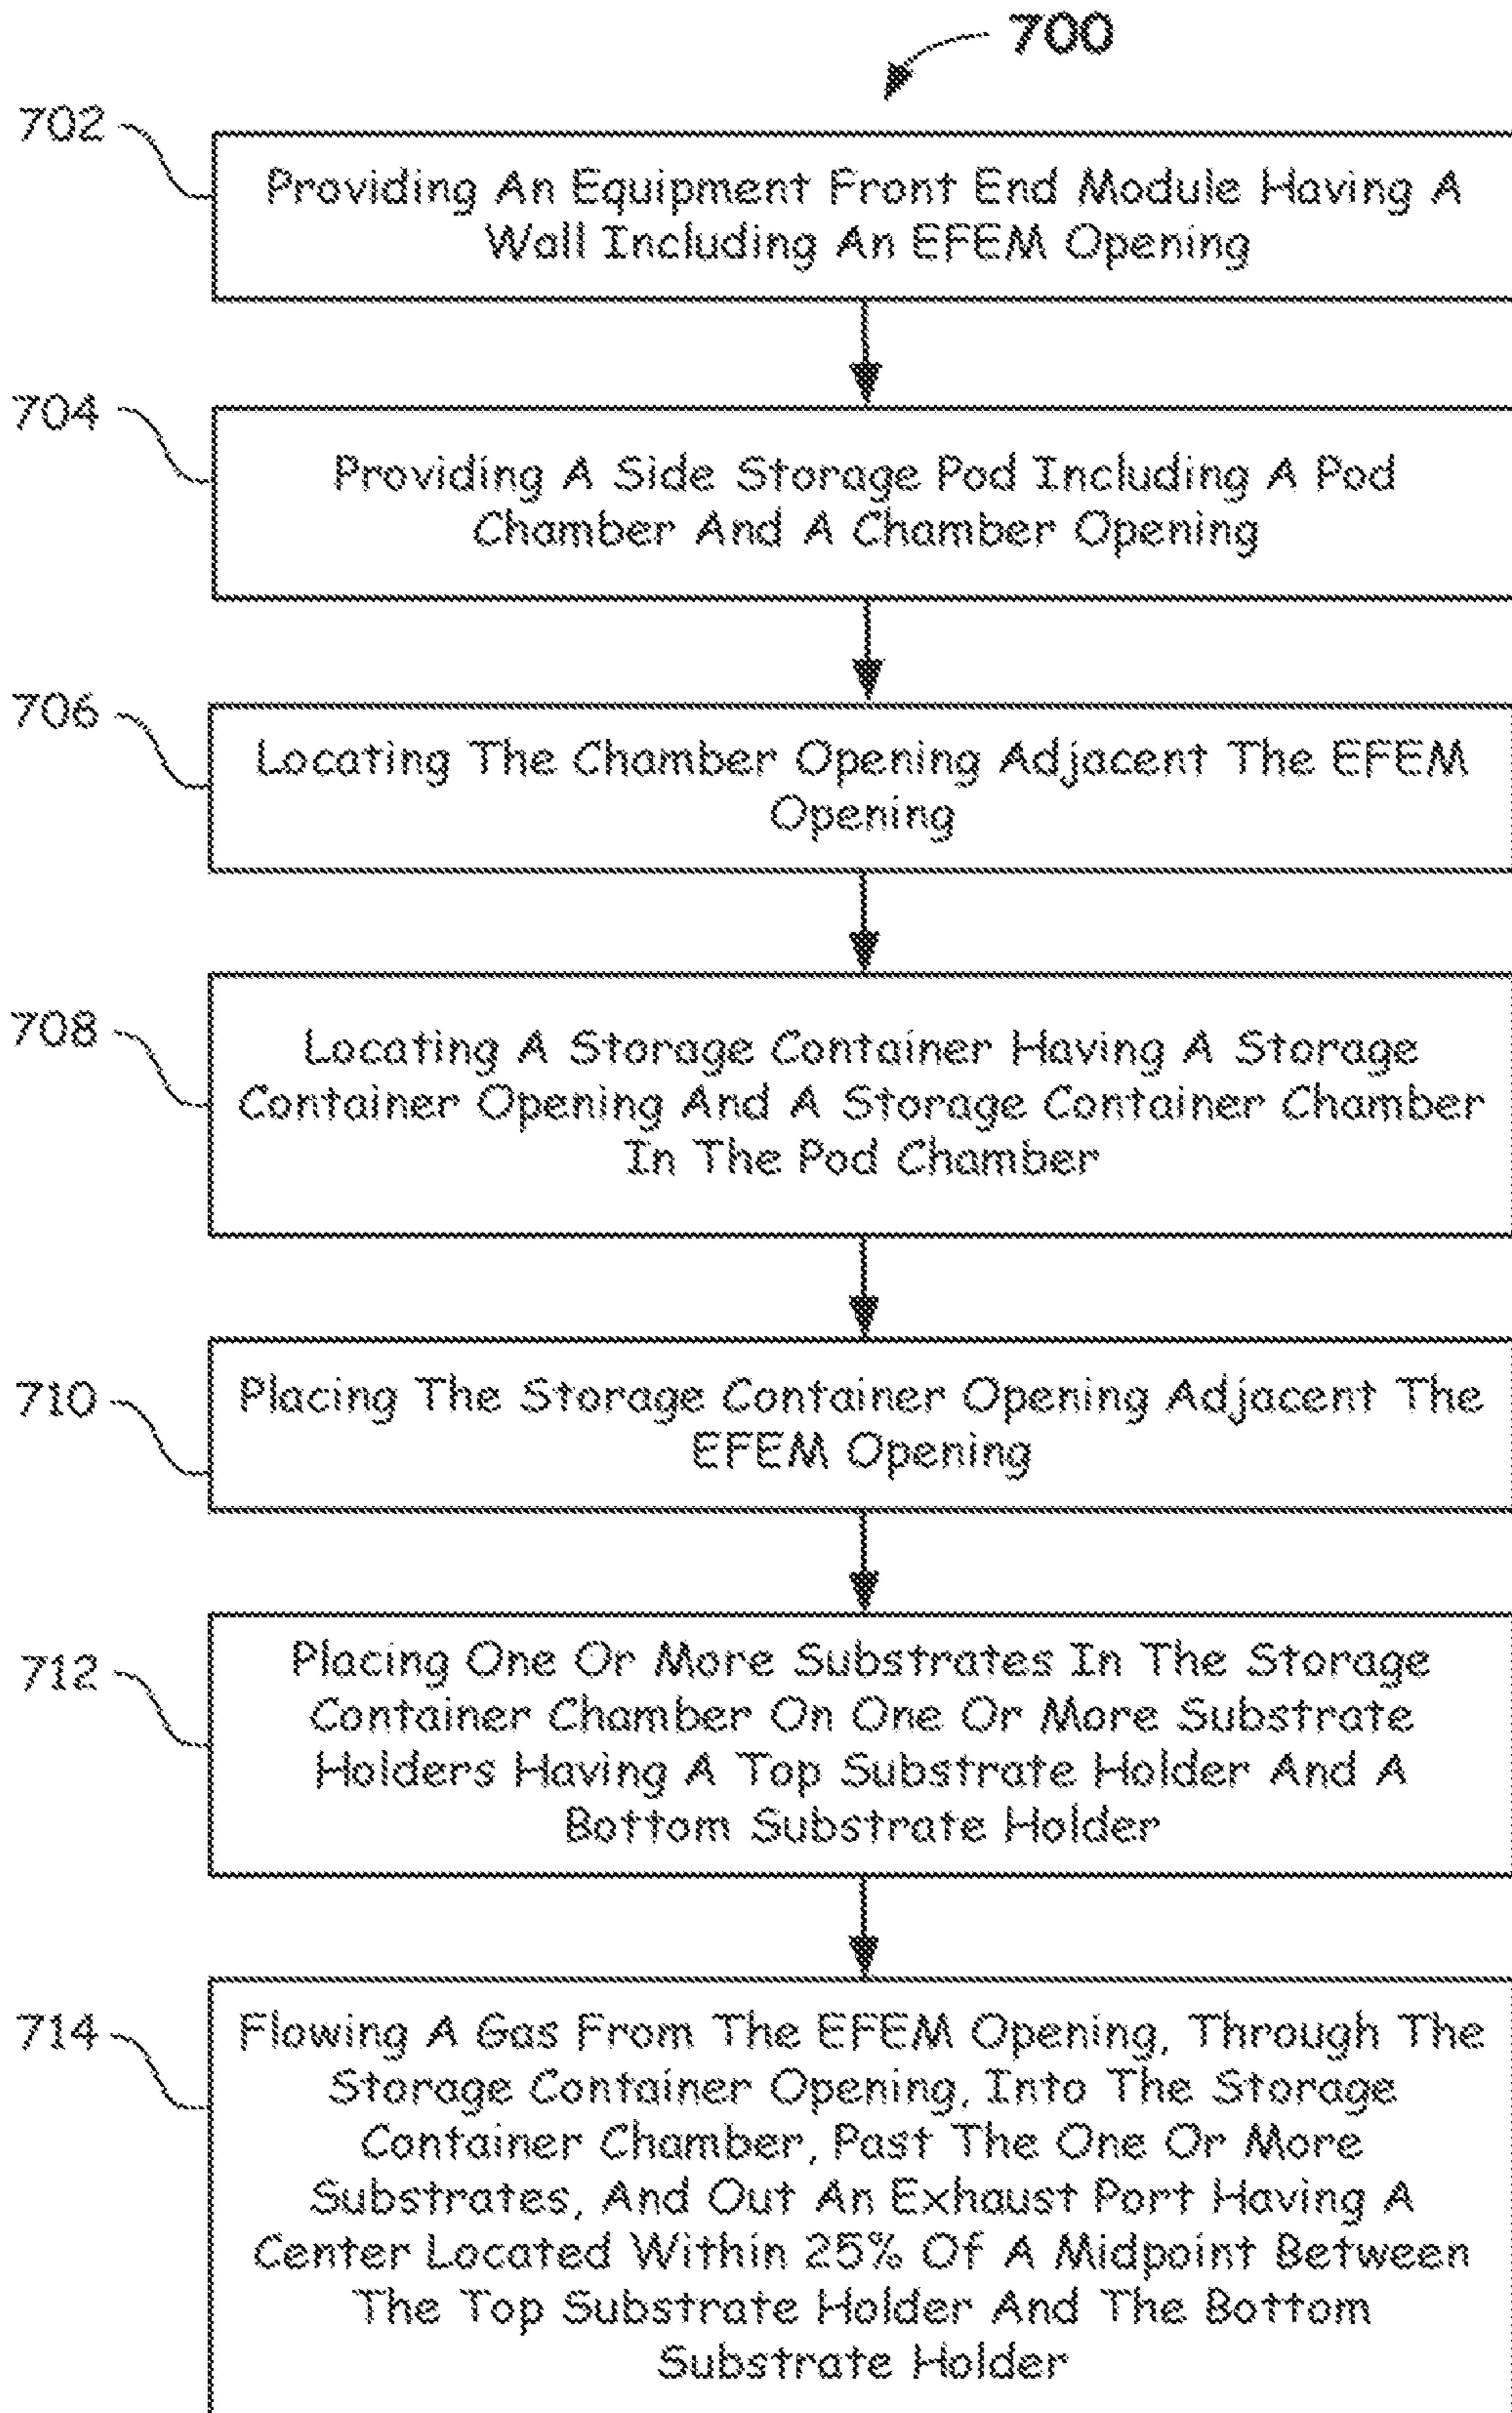 700
702
Providing An Equipment Front End Module Having A
Wall Including An EFEM Opening
704
Providing A Side Storage Pod Including A Pod
Chamber And A Chamber Opening
706
Locating The Chamber Opening Adjacent The EFEM
Opening
708
Locating A Storage Container Having A Storage
Container Opening And A Storage Container Chamber
In The Pod Chamber
710
Placing The Storage Container Opening Adjacent The
EFEM Opening
712
Placing One Or More Substrates In The Storage
Container Chamber On One Or More Substrate
Holders Having A Top Substrate Holder And A
Bottom Substrate Holder
714
Flowing A Gas From The EFEM Opening, Through The
Storage Container Opening, Into The Storage
Container Chamber, Past The One Or More
Substrates, And Out An Exhaust Port Having A
Center Located Within 25% Of A Midpoint Between
The Top Substrate Holder And The Bottom
Substrate Holder